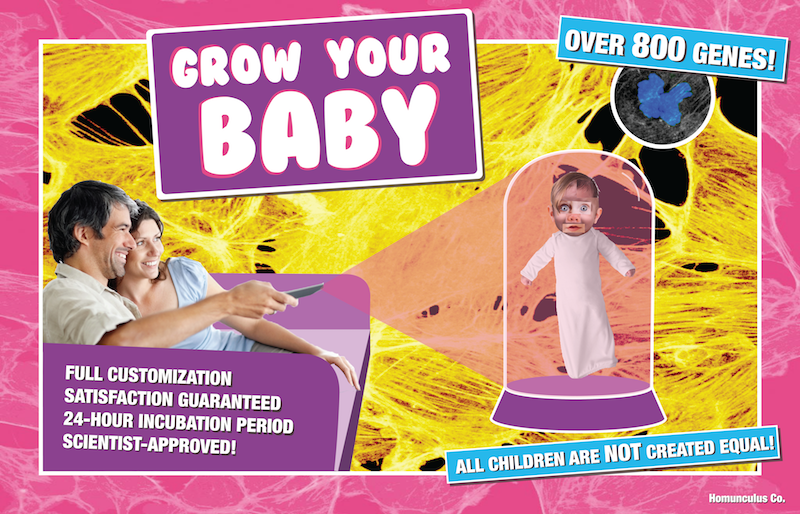 GROW YOUR
BABY
OVER 800 GENES!
FULL CUSTOMIZATION
SATISFACTION GUARANTEED
24-HOUR INCUBATION PERIOD
SCIENTIST-APPROVED!
ALL CHILDREN ARE NOT CREATED EQUAL!
Homunculus Co.